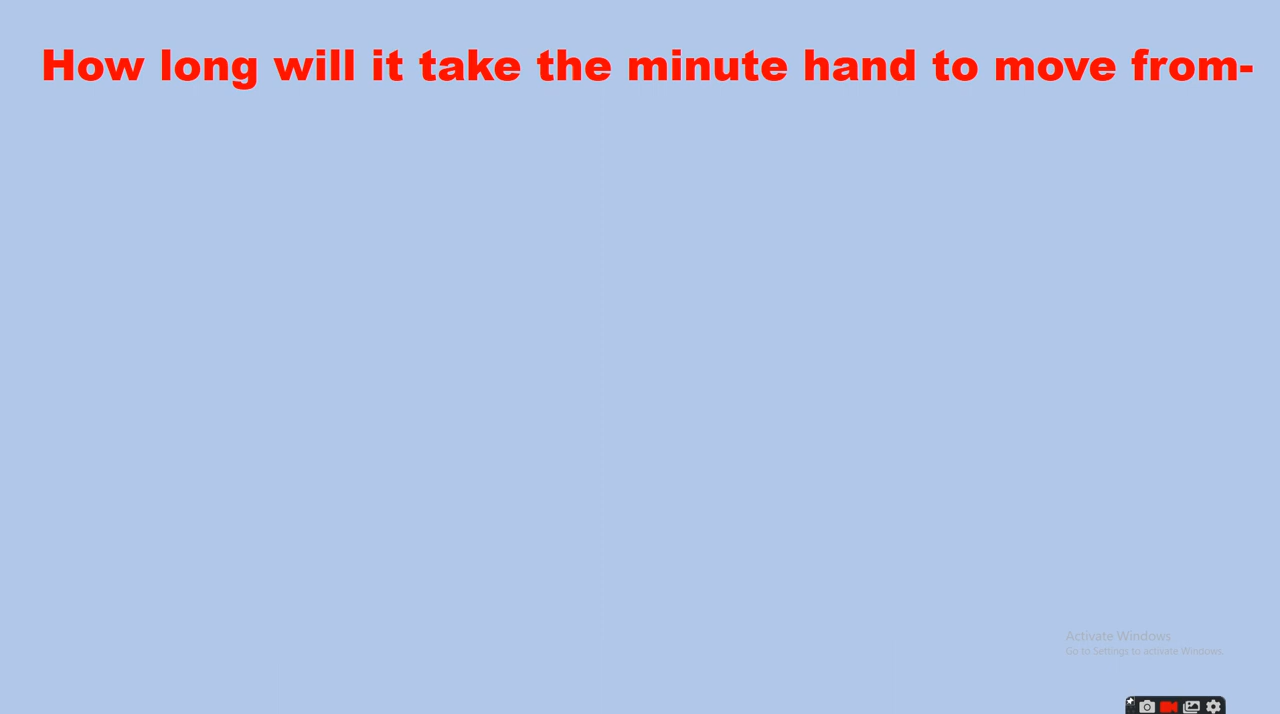 How long will it take the minute hand to move from-
Activate Windows
Go to Settings to activate Windows.